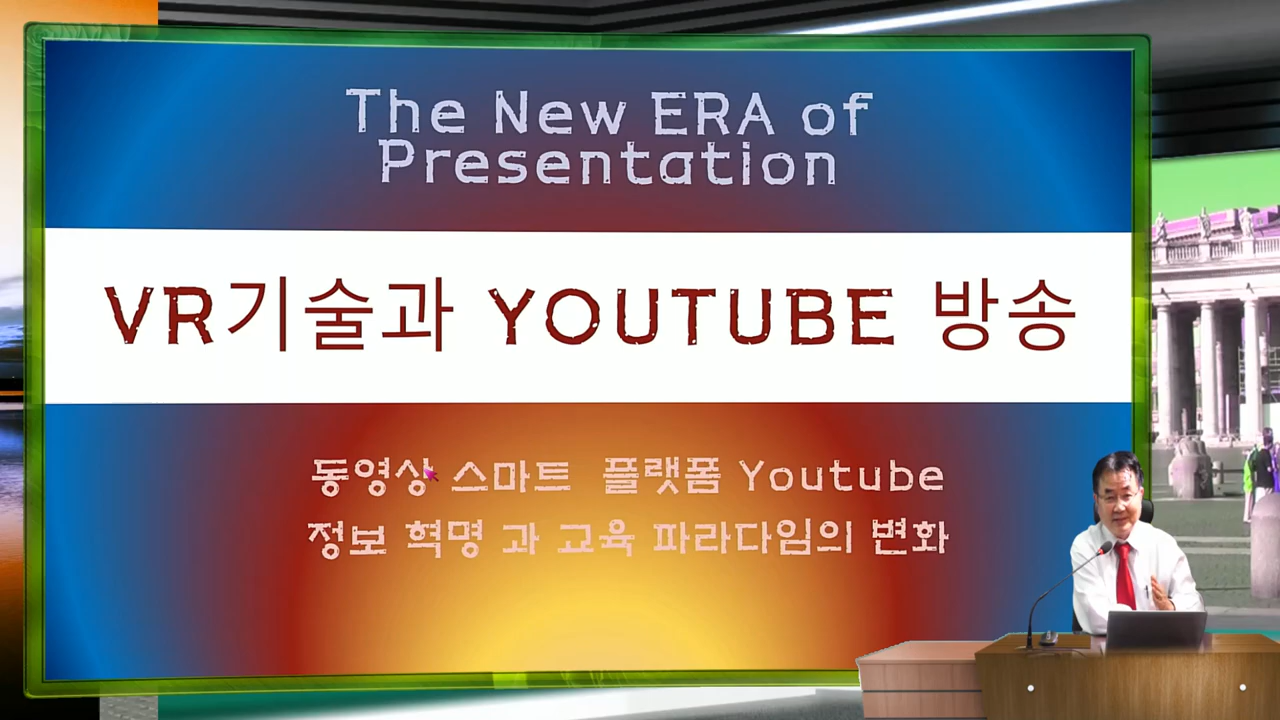 The New ERA of
Presentation
VR기술과 YOUTUBE 방송
동영상 스마트 플랫폼 Youtube
정보 혁명 과 교육 파라다임의 변화